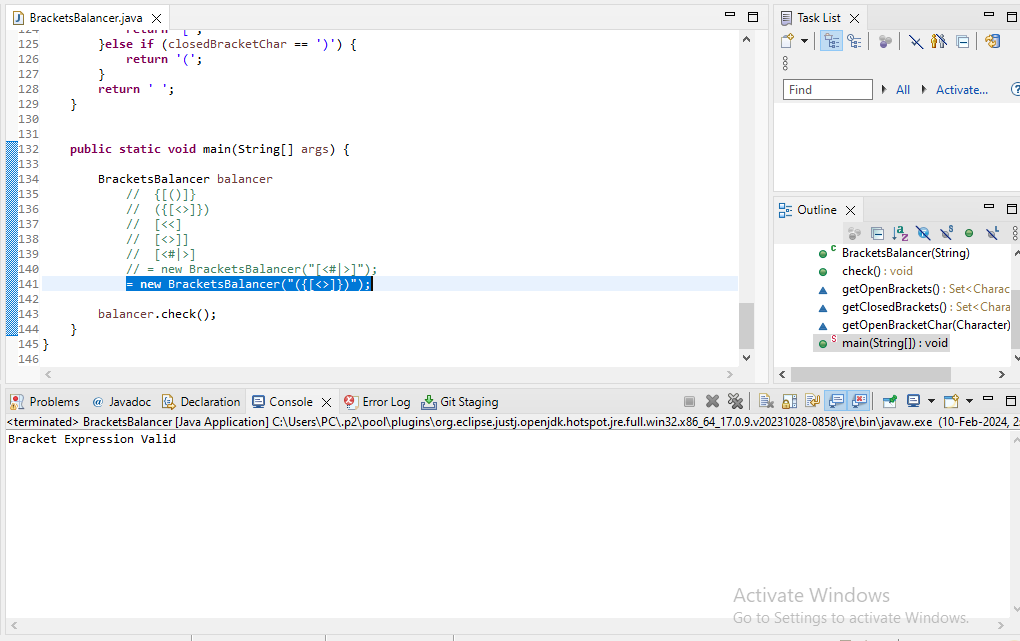 BracketsBalancer.java
125 }else if (closedBracketChar == ')') {
126 return '(';
127 }
128 return ' ';
129 }
130
131
132 public static void main(String[] args) {
133
134 BracketsBalancer balancer
135 // {[()]}
136 // ({[<>]})
137 // [<<]
138 // [<>]]
139 // [<#|>]
140 // = new BracketsBalancer("[<#|>]");
141 = new BracketsBalancer("({[<>]})");
142
143 balancer.check();
144 }
145 }
146
Task List
Find
All
Activate...
Outline
BracketsBalancer(String)
check() : void
getOpenBrackets() : Set<Charac
getClosedBrackets() : Set<Chara
getOpenBracketChar(Character)
main(String[]) : void
Problems
Javadoc
Declaration
Console
Error Log
Git Staging
<terminated> BracketsBalancer [Java Application] C:\Users\PC\.p2\pool\plugins\org.eclipse.justj.openjdk.hotspot.jre.full.win32.x86_64_17.0.9.v20231028-0858\jre\bin\javaw.exe (10-Feb-2024, 2
Bracket Expression Valid
Activate Windows
Go to Settings to activate Windows.